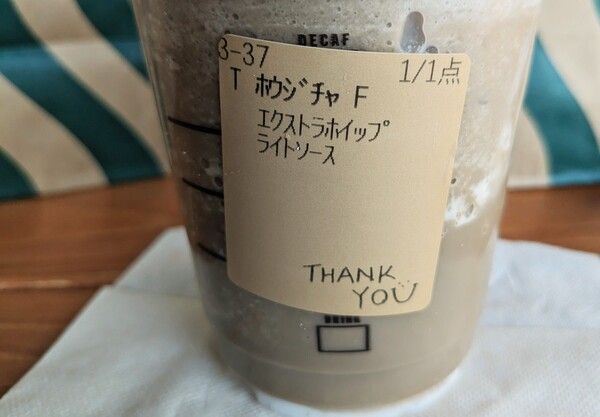 DECAF
3-37
1/1点
T ホウジチャ F
エクストラホイップ
ライトソース
THANK
YOU
DRINK